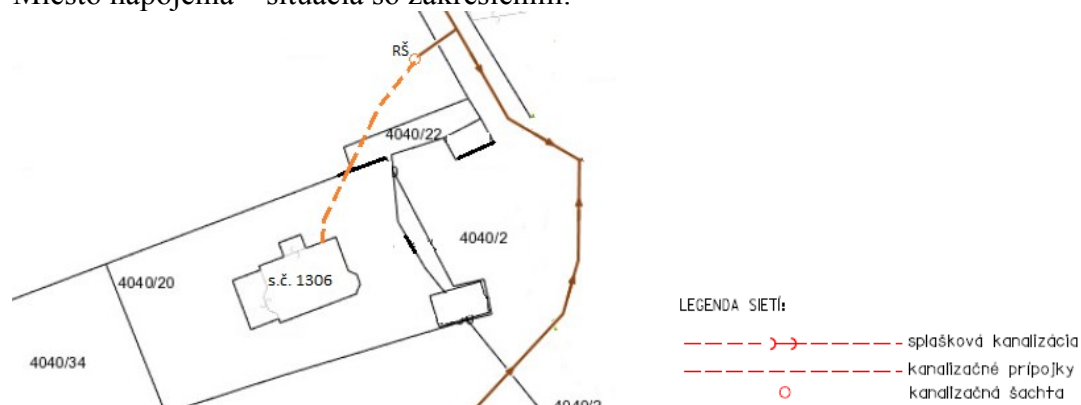 RŠ
4040/22
4040/2
4040/20
s.č. 1306
4040/34
LEGENDA SIETÍ:
splašková kanalizácia
kanalizačné prípojky
kanalizačná šachta